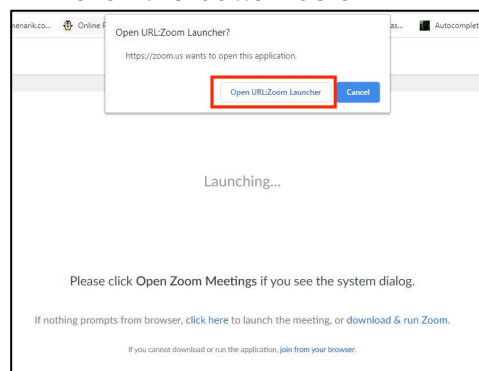 enarik.co...
Online
as...
Autocomplet
Open URL:Zoom Launcher?
https://zoom.us wants to open this application.
Open URL:Zoom Launcher
Cancel
Launching...
Please click Open Zoom Meetings if you see the system dialog.
If nothing prompts from browser, click here to launch the meeting, or download & run Zoom.
If you cannot download or run the application, join from your browser.